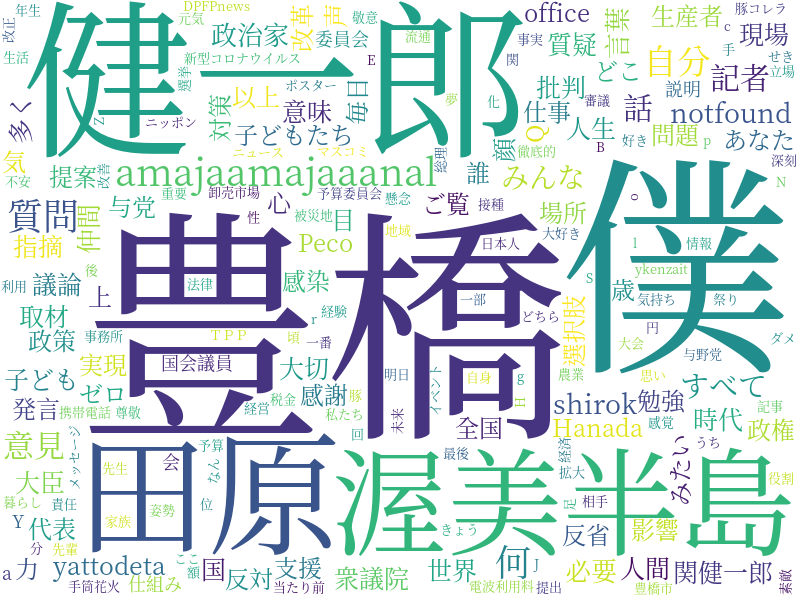 年生
DPFPnews
元気
改革
声
敬意
委員会
流通
office
事実
言葉
c
手
生産者
豚コレラ
せき
立場
現場
改正
生活
新型コロナウイルス
選挙
政治家
E
質疑
関
どこ
記者
健一郎
ポスター
夢
化
批判
自分
説明
審議
多く
Z
ニッポン
対策
以上
意味
毎日
仕事
話
notfound
気
不安
改善
子どもたち
ニュース
マスコミ
総理
徹底的
Q
人生
好き
問題
p
あなた
提案
amajaamajaaanal
顔
B
誰
みんな
深刻
N
質問
仲間
与党
重要
卸売市場
予算委員会
心
懸念
接種
ご覧
場所
大好き
o
指摘
性
被災地
目
地域
日本人
僕
l
情報
Peco
豊橋
ykenzait
議論
後
法律
感染
S
歳
気持ち
祭り
利用
上
一部
選択肢
円
取材
事務所
TPP
r
経験
どちら
大会
与野党
ダメ
政策
実現
国会議員
頃
一番
子ども
ゼロ
大切
明日
イベント
自身
g
農業
思い
すべて
発言
携帯電話
尊敬
経営
税金
豚
感謝
私たち
未来
H
shirok
勉強
記事
意見
メッセージ
予算
回
全国
Hanada
感覚
うち
時代
政権
大臣
先生
会
なん
田原
渥美半島
最後
経済
拡大
みたい
役割
暮らし
責任
姿勢
位
足
相手
反省
影響
Y
代表
家族
きょう
分
先輩
ここ
額
何
J
a
力
yattodeta
国
支援
衆議院
世界
必要
人間
関健一郎
手筒花火
仕組み
反対
当たり前
電波利用料
提出
豊橋市
素敵